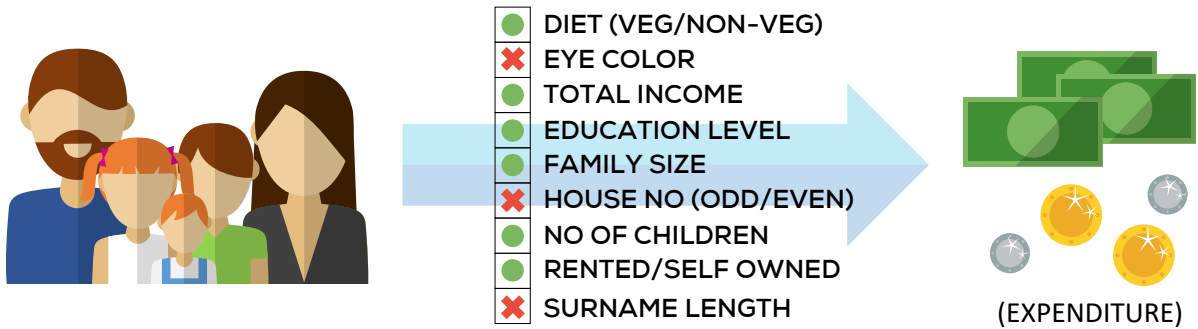 DIET (VEG/NON-VEG)
EYE COLOR
TOTAL INCOME
EDUCATION LEVEL
FAMILY SIZE
HOUSE NO (ODD/EVEN)
NO OF CHILDREN
RENTED/SELF OWNED
SURNAME LENGTH
(EXPENDITURE)